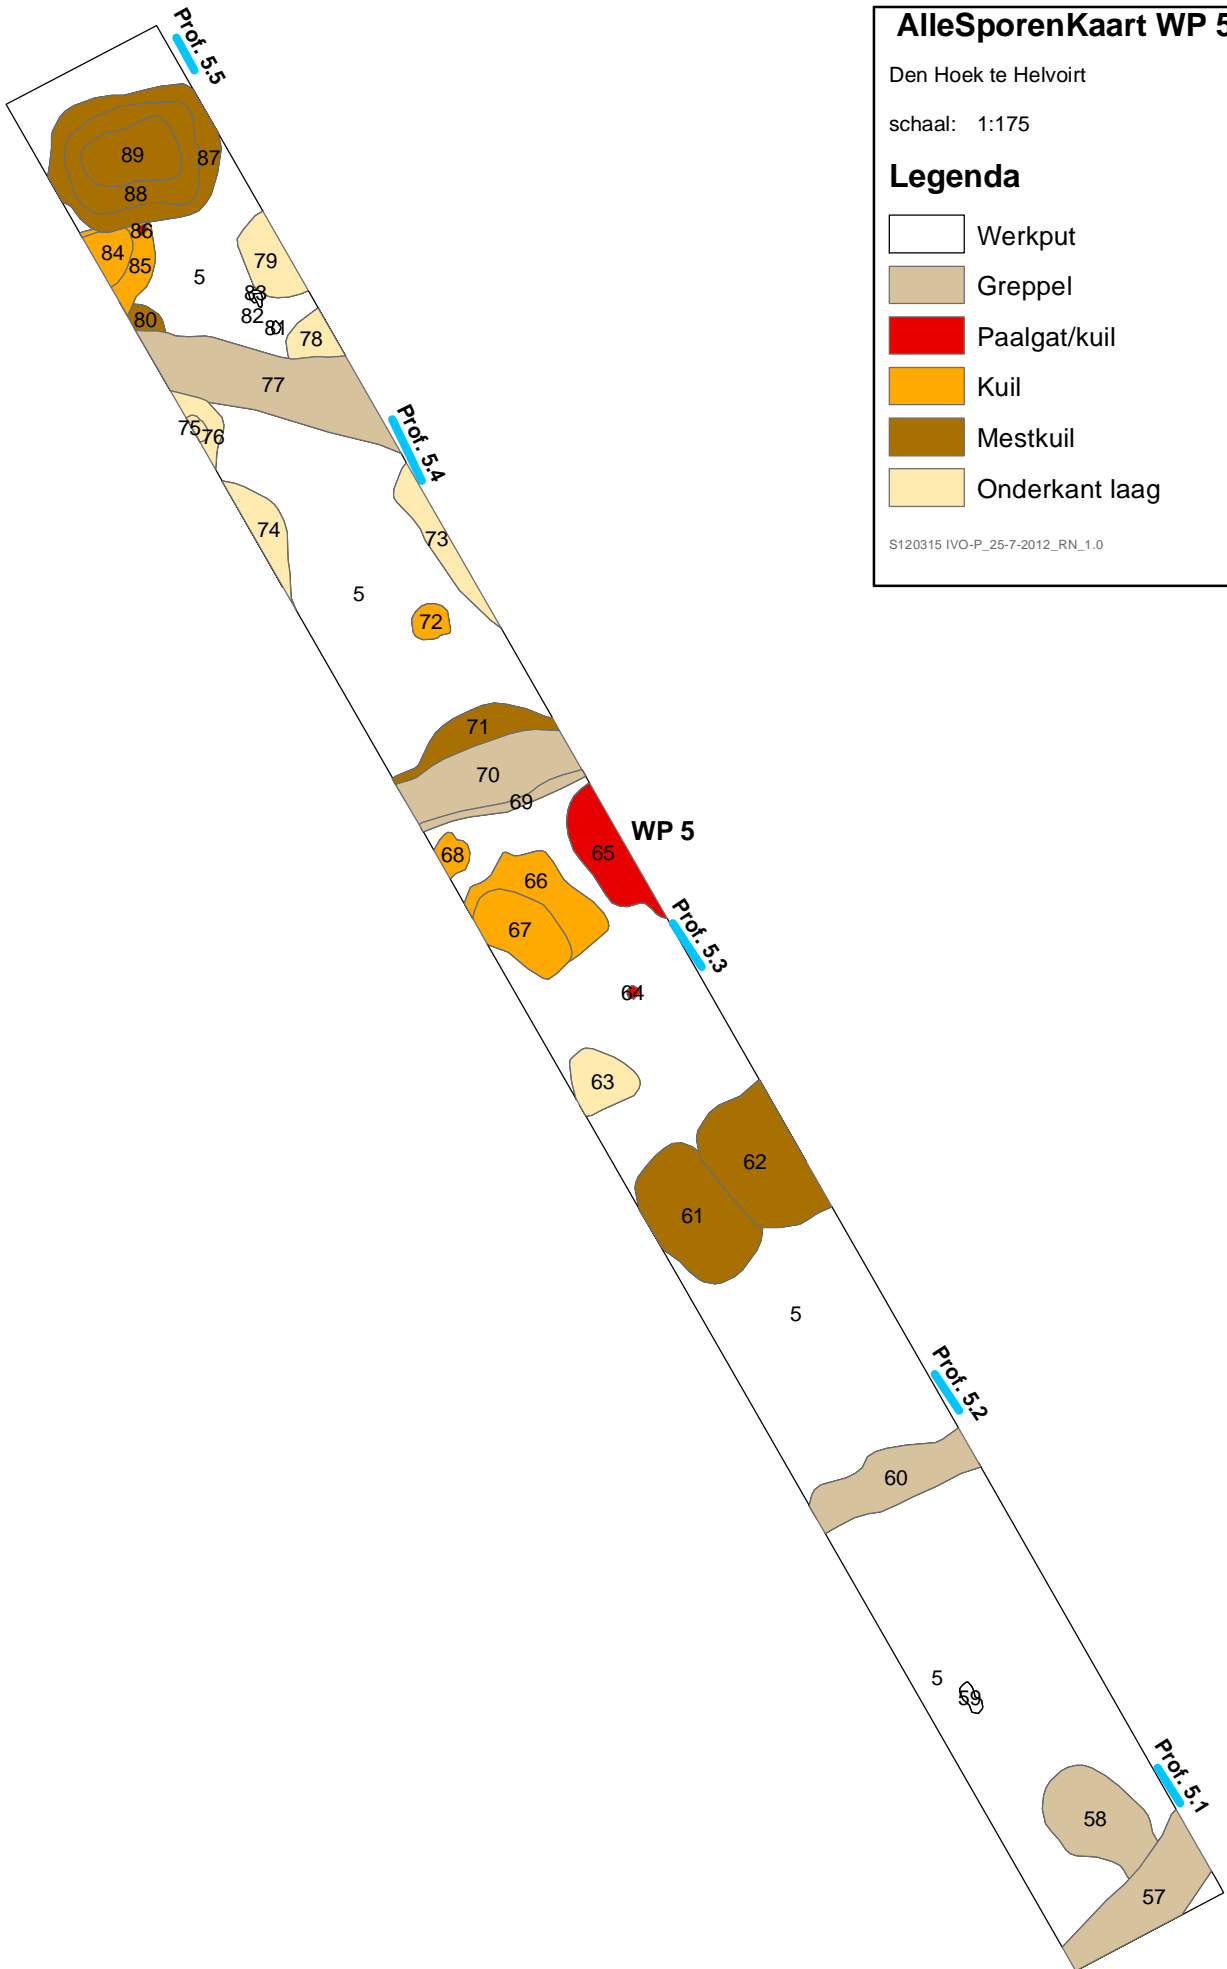 AlleSporenKaart WP 5
Den Hoek te Helvoirt
schaal: 1:175
Legenda
Werkput
Greppel
Paalgat/kuil
Kuil
Mestkuil
Onderkant laag
S120315 IVO-P_25-7-2012_RN_1.0
Prof. 5.5
89
87
88
86
84
85
79
5
83
82
81
80
78
77
75
76
Prof. 5.4
74
73
5
72
71
70
69
WP 5
68
65
66
67
Prof. 5.3
64
63
62
61
5
Prof. 5.2
60
5
59
Prof. 5.1
58
57